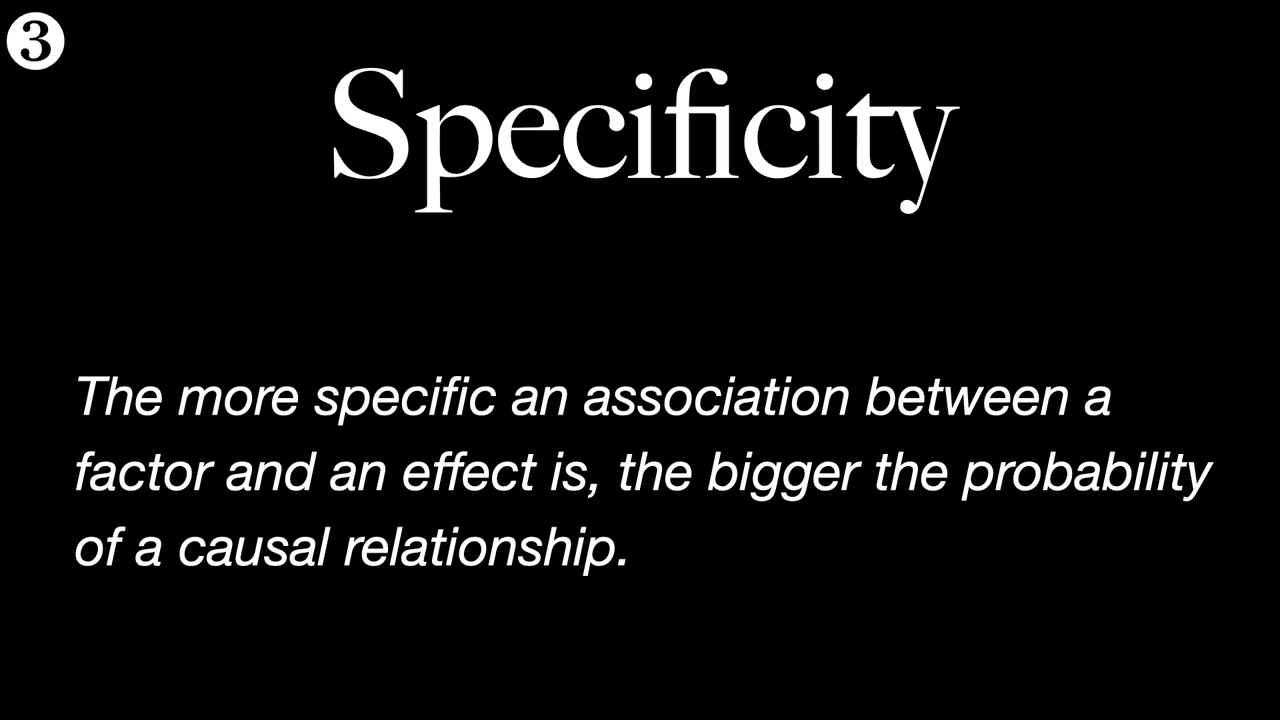 ❸
Specificity
The more specific an association between a
factor and an effect is, the bigger the probability
of a causal relationship.